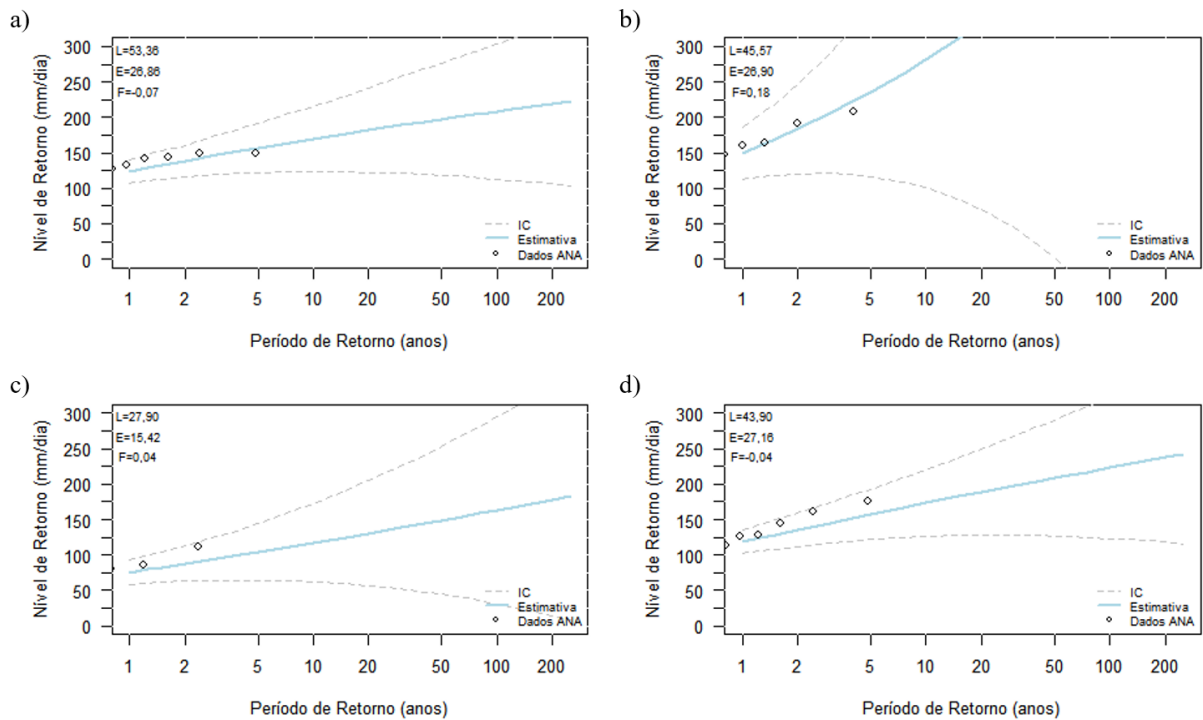 a)
300
250
200
150
100
50
0
Nível de Retorno (mm/dia)
L=53,36
E=26,86
F=-0,07
IC
Estimativa
Dados ANA
1 2 5 10 20 50 100 200
Período de Retorno (anos)
b)
300
250
200
150
100
50
0
Nível de Retorno (mm/dia)
L=45,57
E=26,90
F=0,18
IC
Estimativa
Dados ANA
1 2 5 10 20 50 100 200
Período de Retorno (anos)
c)
300
250
200
150
100
50
0
Nível de Retorno (mm/dia)
L=27,90
E=15,42
F=0,04
IC
Estimativa
Dados ANA
1 2 5 10 20 50 100 200
Período de Retorno (anos)
d)
300
250
200
150
100
50
0
Nível de Retorno (mm/dia)
L=43,90
E=27,16
F=-0,04
IC
Estimativa
Dados ANA
1 2 5 10 20 50 100 200
Período de Retorno (anos)